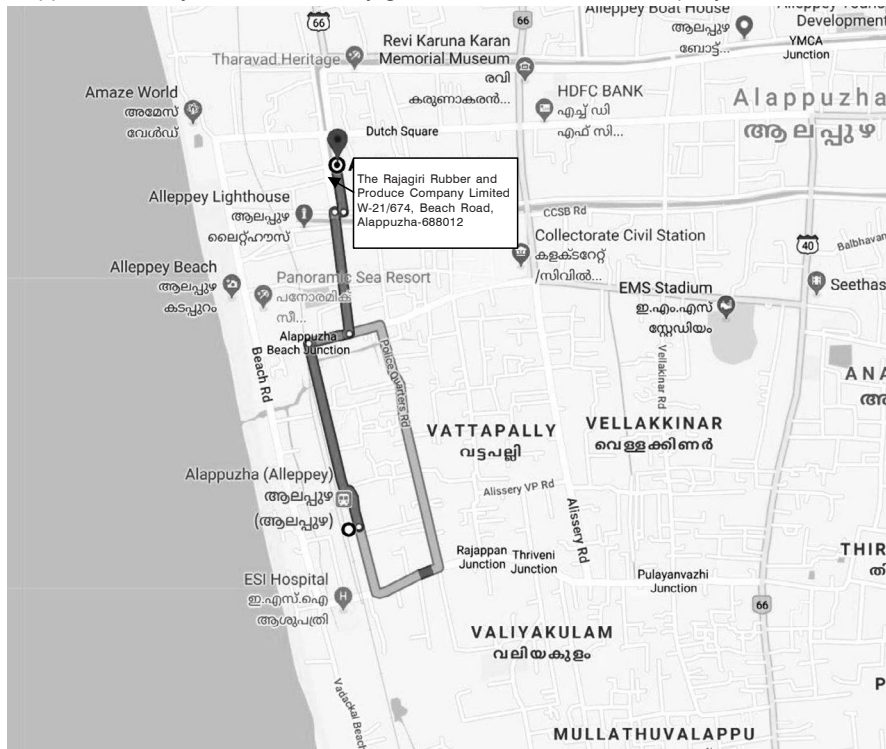 66
66
Alleppey Boat House
ആലപ്പുഴ
ബോട്ട്...
Development
YMCA
Junction
Tharavad Heritage
Revi Karuna Karan
Memorial Museum
രവി
കരുണാകരൻ...
Amaze World
അമേസ്
വേൾഡ്
HDFC BANK
എച്ച് ഡി
എഫ് സി...
Alappuzha
ആലപ്പുഴ
Dutch Square
The Rajagiri Rubber and
Produce Company Limited
W-21/674, Beach Road,
Alappuzha-688012
Alleppey Lighthouse
ആലപ്പുഴ
ലൈറ്റ്ഹൗസ്
CCSB Rd
Collectorate Civil Station
കളക്ടറേറ്റ്
/സിവിൽ...
40
Balbhavan
Alleppey Beach
ആലപ്പുഴ
കടപ്പുറം
Panoramic Sea Resort
പനോരമിക്
സീ...
EMS Stadium
ഇ.എം.എസ്
സ്റ്റേഡിയം
Seethas
Alappuzha
Beach Junction
Beach Rd
Police Quarters Rd
Vellakinar Rd
ANA
VATTAPALLY
വട്ടപല്ലി
VELLAKKINAR
വെള്ളക്കിണർ
Alappuzha (Alleppey)
ആലപ്പുഴ
(ആലപ്പുഴ)
Alissery VP Rd
Alissery Rd
Rajappan
Junction
Thriveni
Junction
Pulayanvazhi
Junction
THIR
തി
ESI Hospital
ഇ.എസ്.ഐ
ആശുപത്രി
H
66
VALIYAKULAM
വലിയകുളം
Vadackai Beach
P
MULLATHUVALAPPU